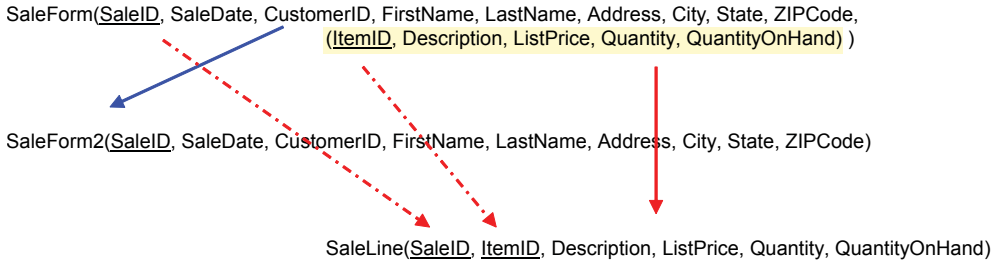 SaleForm(SaleID, SaleDate, CustomerID, FirstName, LastName, Address, City, State, ZIPCode,
(ItemID, Description, ListPrice, Quantity, QuantityOnHand) )
SaleForm2(SaleID, SaleDate, CustomerID, FirstName, LastName, Address, City, State, ZIPCode)
SaleLine(SaleID, ItemID, Description, ListPrice, Quantity, QuantityOnHand)